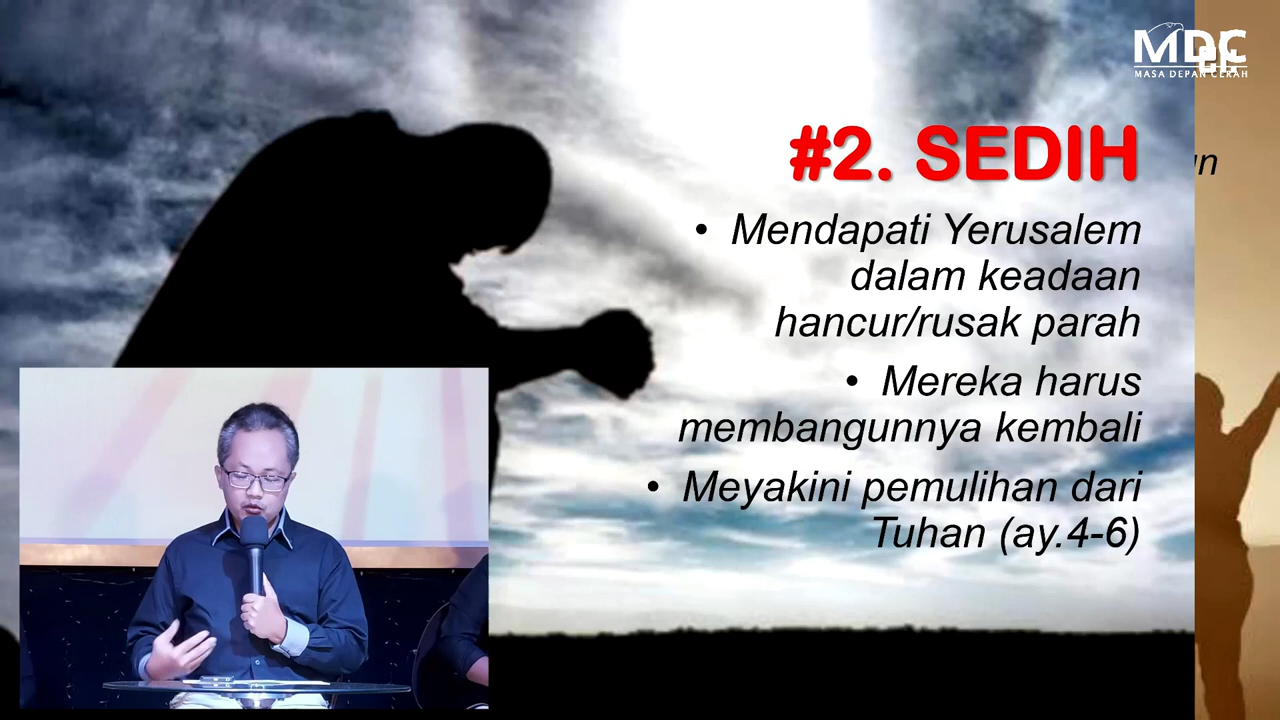 MDC
MASA DEPAN CERAH
#2. SEDIH
• Mendapati Yerusalem
dalam keadaan
hancur/rusak parah
• Mereka harus
membangunnya kembali
• Meyakini pemulihan dari
Tuhan (ay.4-6)